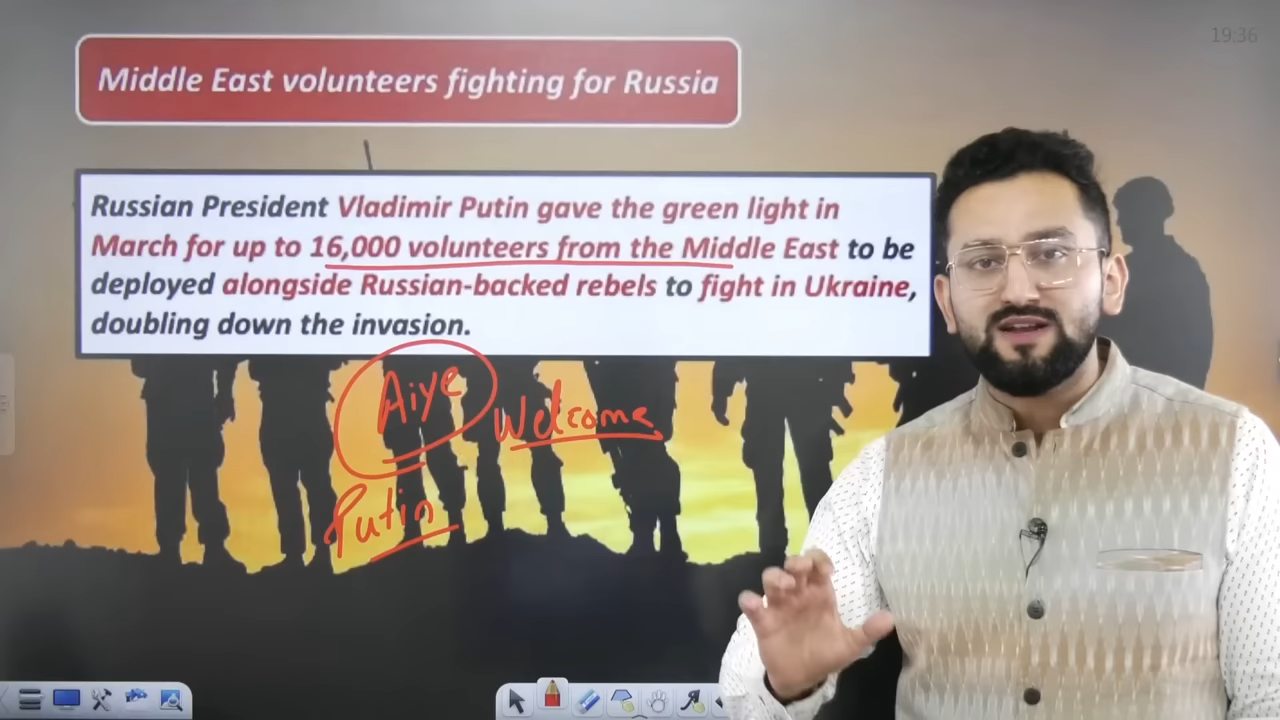 19:36
Middle East volunteers fighting for Russia
Russian President Vladimir Putin gave the green light in
March for up to 16,000 volunteers from the Middle East to be
deployed alongside Russian-backed rebels to fight in Ukraine,
doubling down the invasion.
Aiye
Welcome
Putin